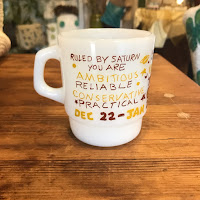 RULED BY SATURN
YOU ARE
AMBITIOUS
RELIABLE
CONSERVATIVE
PRACTICAL
DEC 22-JAN